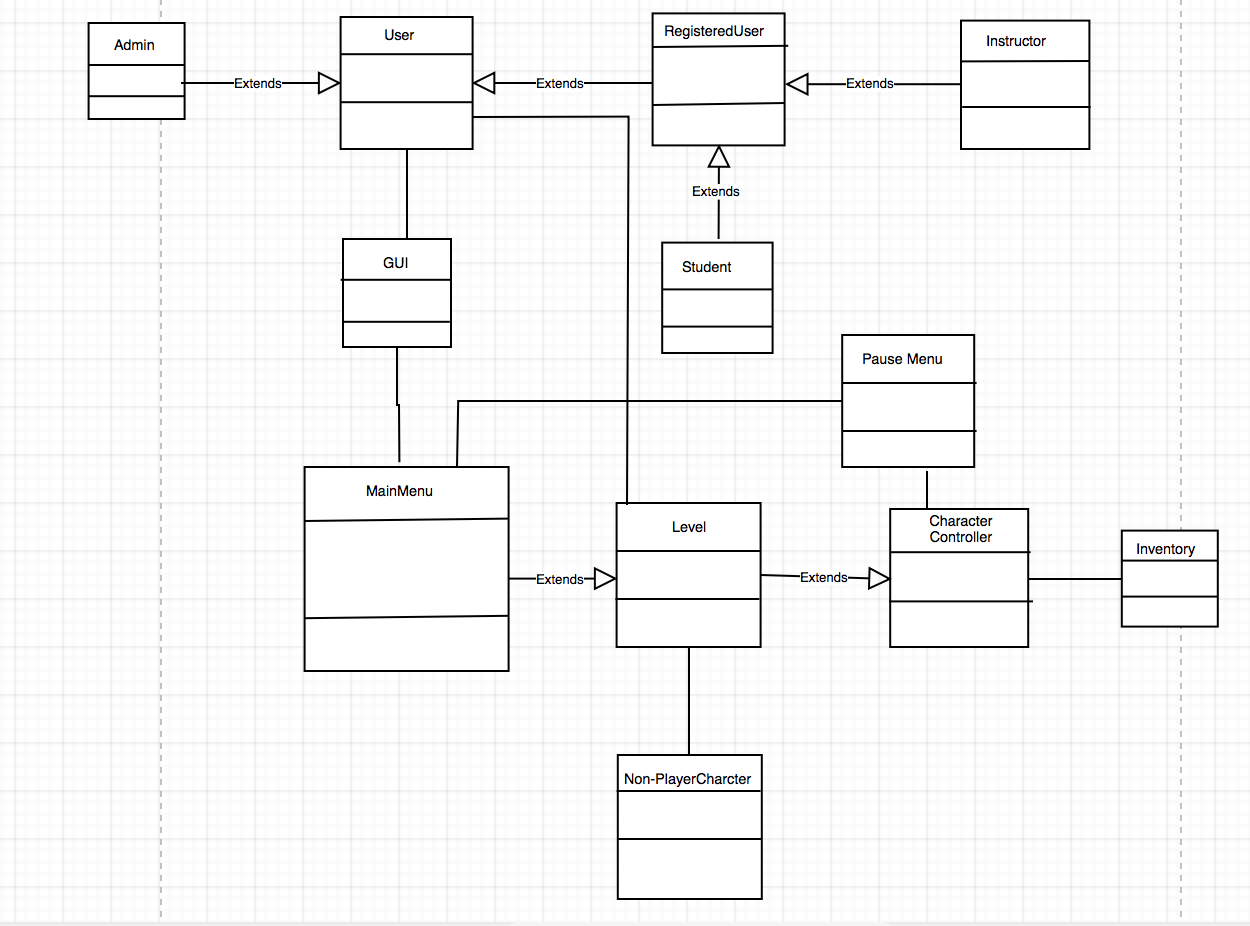 Admin
User
RegisteredUser
Instructor
Extends
Extends
Extends
Extends
GUI
Student
Pause Menu
MainMenu
Level
Character
Controller
Inventory
Extends
Extends
Non-PlayerCharcter